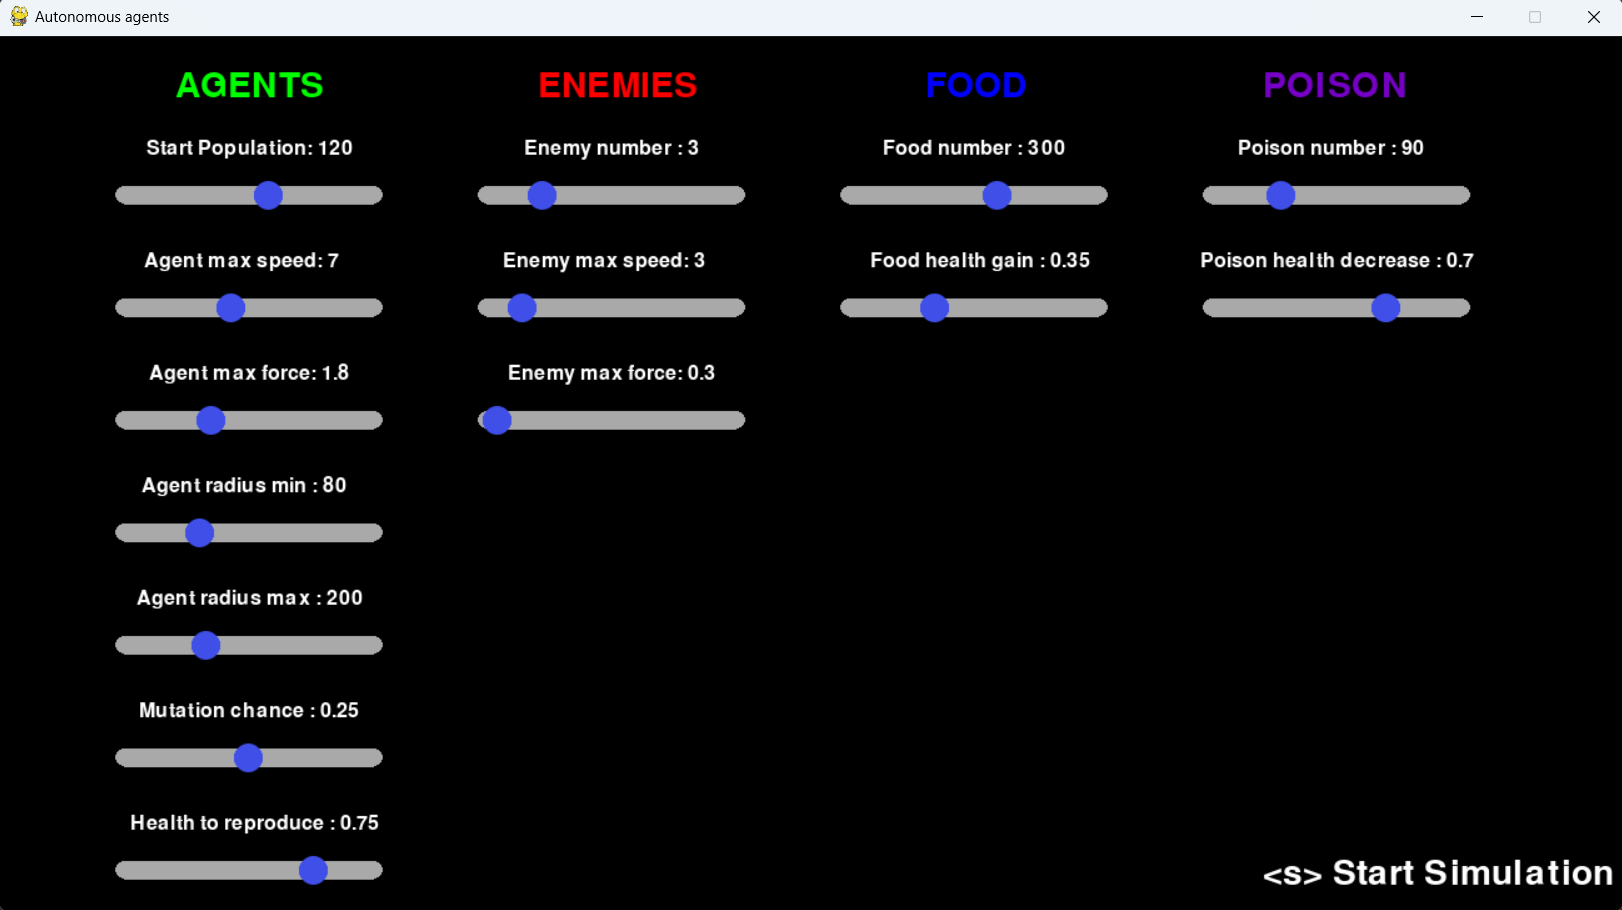 Autonomous agents
AGENTS
Start Population: 120
Agent max speed: 7
Agent max force: 1.8
Agent radius min : 80
Agent radius max : 200
Mutation chance : 0.25
Health to reproduce : 0.75
ENEMIES
Enemy number : 3
Enemy max speed: 3
Enemy max force: 0.3
FOOD
Food number : 300
Food health gain : 0.35
POISON
Poison number : 90
Poison health decrease : 0.7
<s> Start Simulation